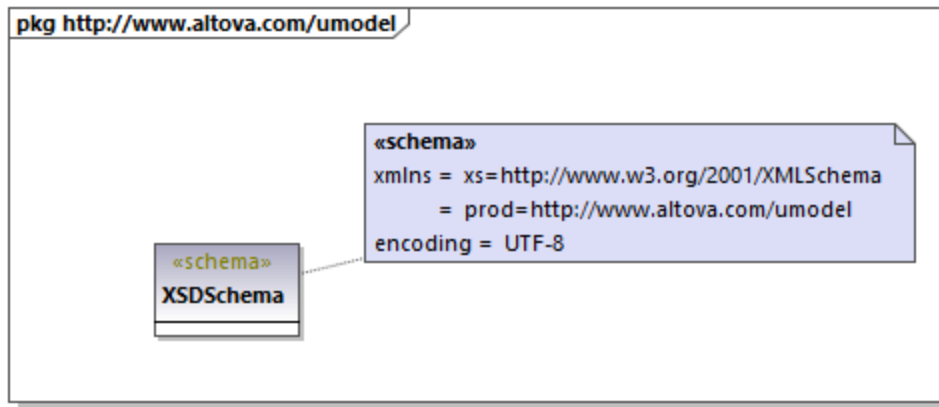 pkg http://www.altova.com/umodel
«schema»
xmlns = xs=http://www.w3.org/2001/XMLSchema
= prod=http://www.altova.com/umodel
encoding = UTF-8
«schema»
XSDSchema